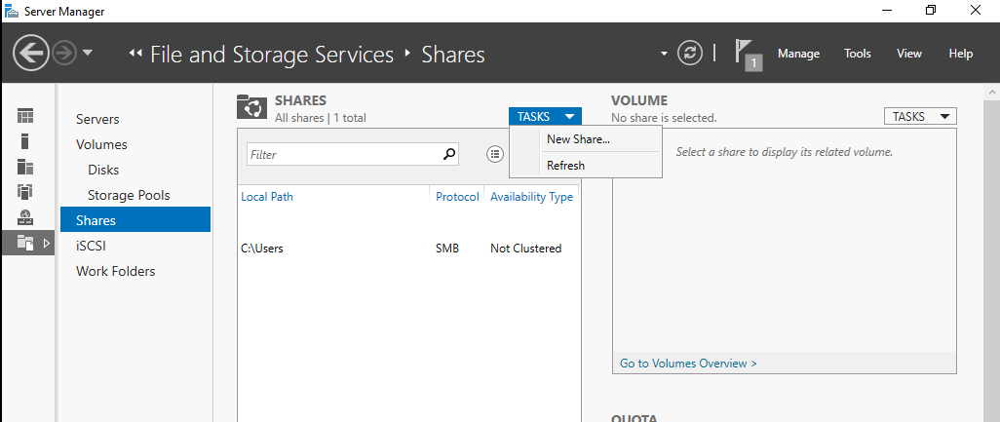 Server Manager
File and Storage Services
Shares
1
Manage
Tools
View
Help
Servers
Volumes
Disks
Storage Pools
Shares
iSCSI
Work Folders
SHARES
All shares | 1 total
TASKS
New Share...
Refresh
Filter
Local Path Protocol Availability Type
C:\Users SMB Not Clustered
VOLUME
No share is selected.
TASKS
Select a share to display its related volume.
Go to Volumes Overview >
QUOTA